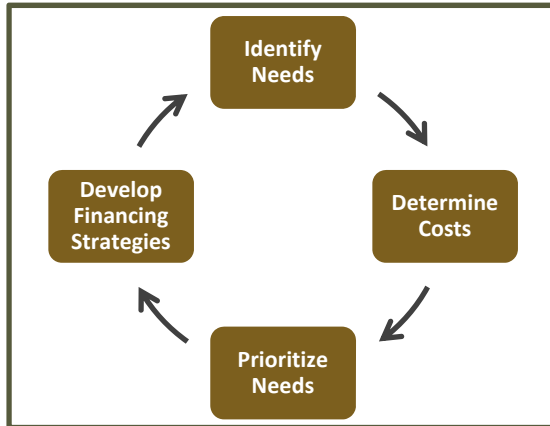 Identify
Needs
Determine
Costs
Prioritize
Needs
Develop
Financing
Strategies